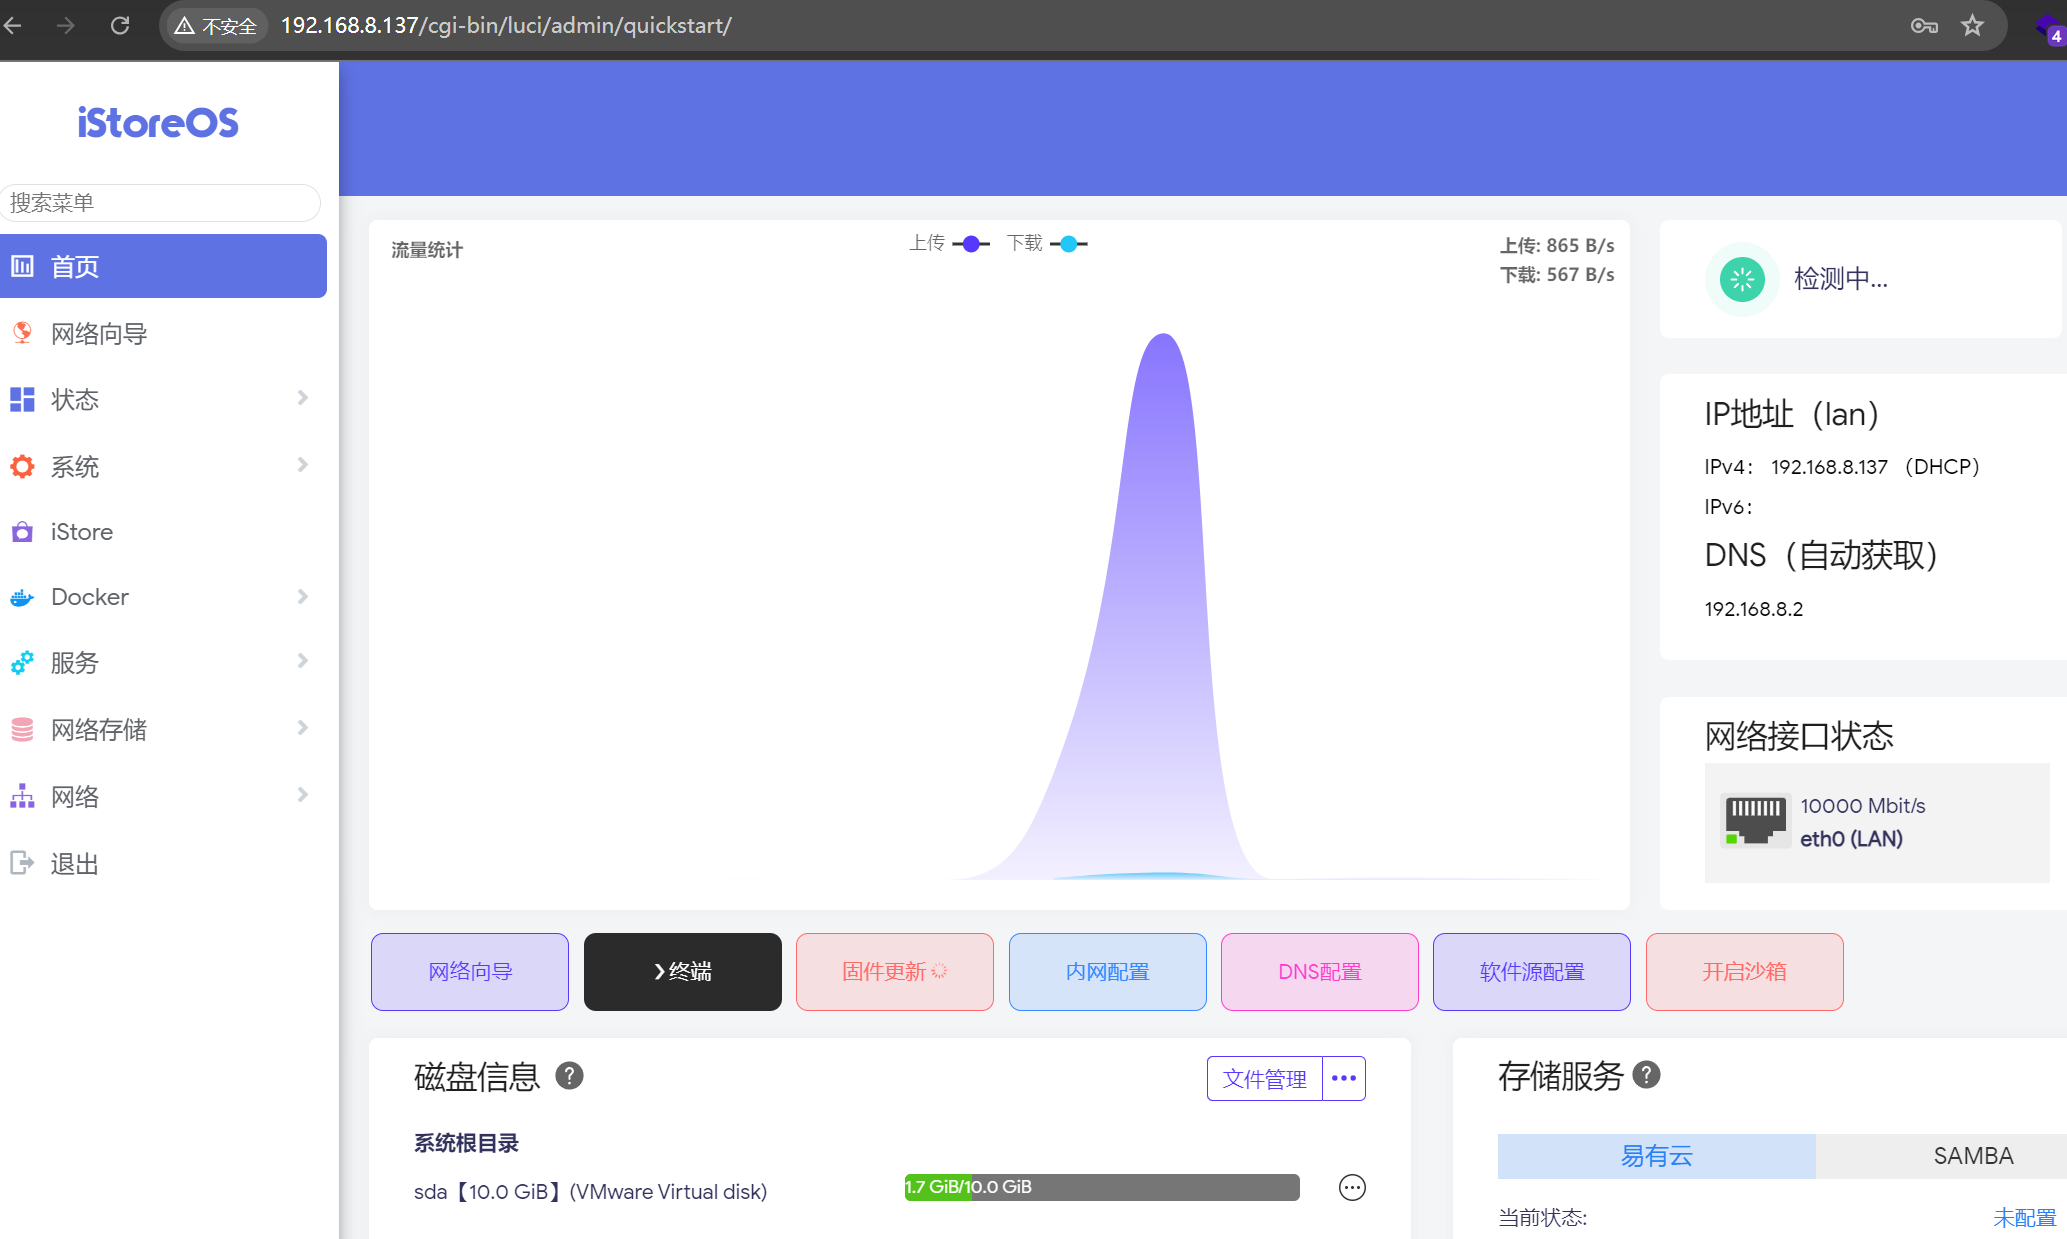 不安全 192.168.8.137/cgi-bin/luci/admin/quickstart/
4
iStoreOS
搜索菜单
首页
网络向导
状态
系统
iStore
Docker
服务
网络存储
网络
退出
流量统计
上传 下载
上传: 865 B/s
下载: 567 B/s
检测中...
IP地址（lan）
IPv4： 192.168.8.137 （DHCP）
IPv6：
DNS（自动获取）
192.168.8.2
网络接口状态
10000 Mbit/s
eth0 (LAN)
网络向导
❯终端
固件更新
内网配置
DNS配置
软件源配置
开启沙箱
磁盘信息 ?
文件管理 •••
系统根目录
sda【10.0 GiB】(VMware Virtual disk)
1.7 GiB/10.0 GiB
存储服务 ?
易有云
SAMBA
当前状态:
未配置